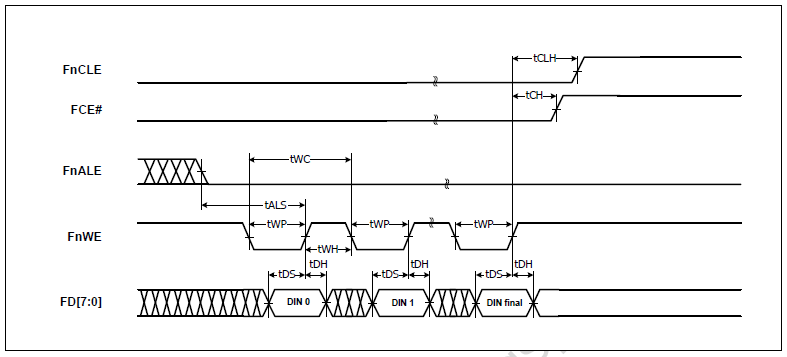 tCLH
FnCLE
tCH
FCE#
tWC
FnALE
tALS
tWP tWP tWP
FnWE
tWH
tDH tDH tDH
tDS tDS tDS
FD[7:0] DIN 0 DIN 1 DIN final